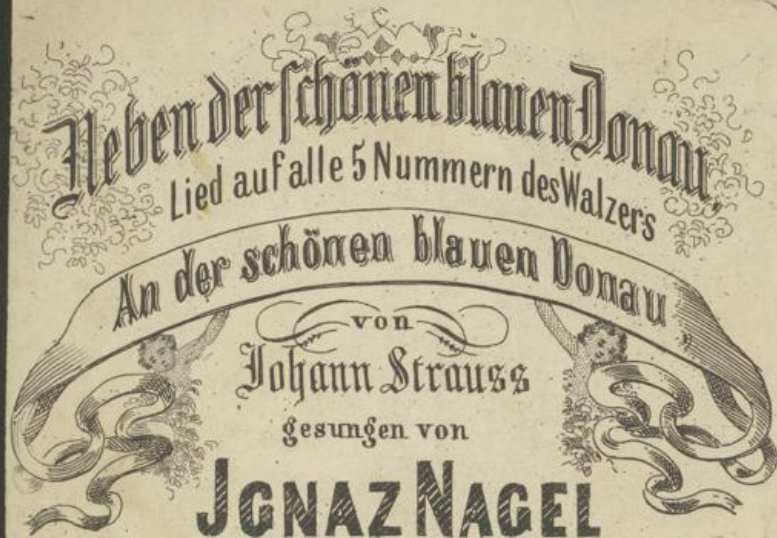 Neben der schönen blauen Donau,
Lied auf alle 5 Nummern des Walzers
An der schönen blauen Donau
von
Johann Strauss
gesungen von
JGNAZ NAGEL